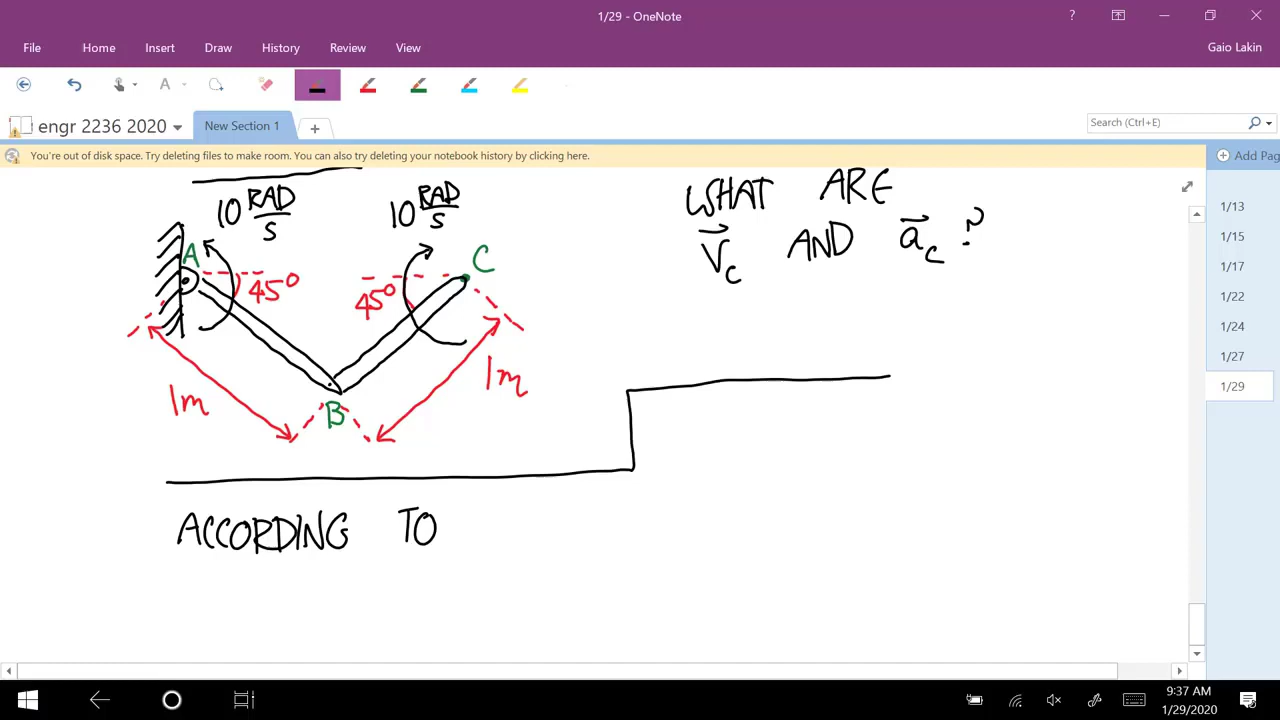 1/29 - OneNote
?
File Home Insert Draw History Review View
Gaio Lakin
A
engr 2236 2020
New Section 1
+
Search (Ctrl+E)
You're out of disk space. Try deleting files to make room. You can also try deleting your notebook history by clicking here.
Add Pag
1/13
1/15
1/17
1/22
1/24
1/27
1/29
10 RAD/S
10 RAD/S
WHAT ARE
V⃗C AND a⃗C ?
A
C
45°
45°
1m
1m
B
ACCORDING TO
9:37 AM
1/29/2020